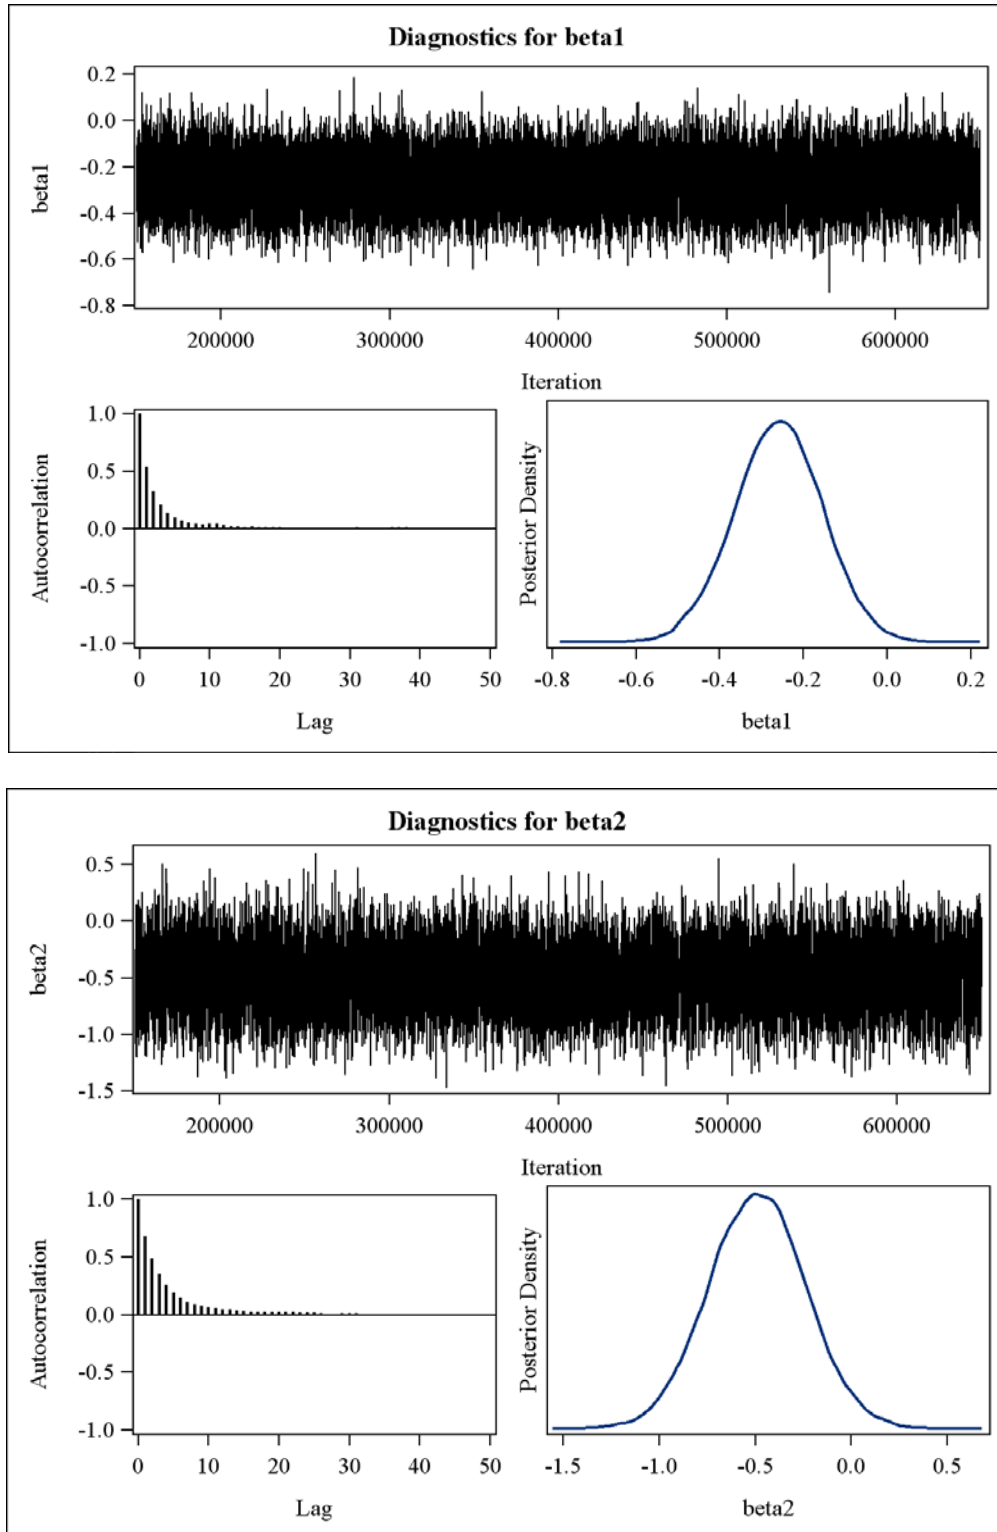 Diagnostics for beta1
0.2
0.0
-0.2
-0.4
-0.6
-0.8
beta1
200000 300000 400000 500000 600000
Iteration
1.0
0.5
0.0
-0.5
-1.0
Autocorrelation
0 10 20 30 40 50
Lag
Posterior Density
-0.8 -0.6 -0.4 -0.2 0.0 0.2
beta1
Diagnostics for beta2
0.5
0.0
-0.5
-1.0
-1.5
beta2
200000 300000 400000 500000 600000
Iteration
1.0
0.5
0.0
-0.5
-1.0
Autocorrelation
0 10 20 30 40 50
Lag
Posterior Density
-1.5 -1.0 -0.5 0.0 0.5
beta2